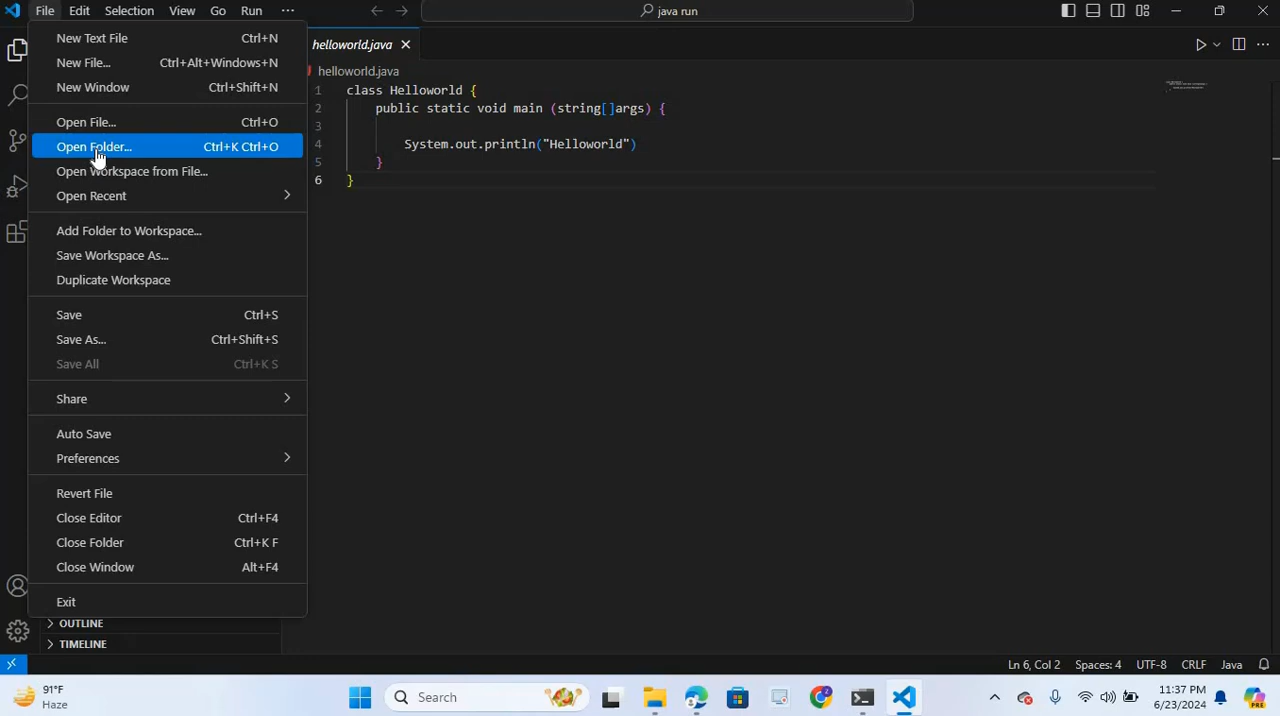 File Edit Selection View Go Run ··· java run
New Text File Ctrl+N
New File... Ctrl+Alt+Windows+N
New Window Ctrl+Shift+N
Open File... Ctrl+O
Open Folder... Ctrl+K Ctrl+O
Open Workspace from File...
Open Recent
Add Folder to Workspace...
Save Workspace As...
Duplicate Workspace
Save Ctrl+S
Save As... Ctrl+Shift+S
Save All Ctrl+K S
Share
Auto Save
Preferences
Revert File
Close Editor Ctrl+F4
Close Folder Ctrl+K F
Close Window Alt+F4
Exit
OUTLINE
TIMELINE
helloworld.java
helloworld.java
1 class Helloworld {
2 public static void main (string[]args) {
3
4 System.out.println("Helloworld")
5 }
6 }
Ln 6, Col 2 Spaces: 4 UTF-8 CRLF Java
91°F
Haze
Search
11:37 PM
6/23/2024
PRE